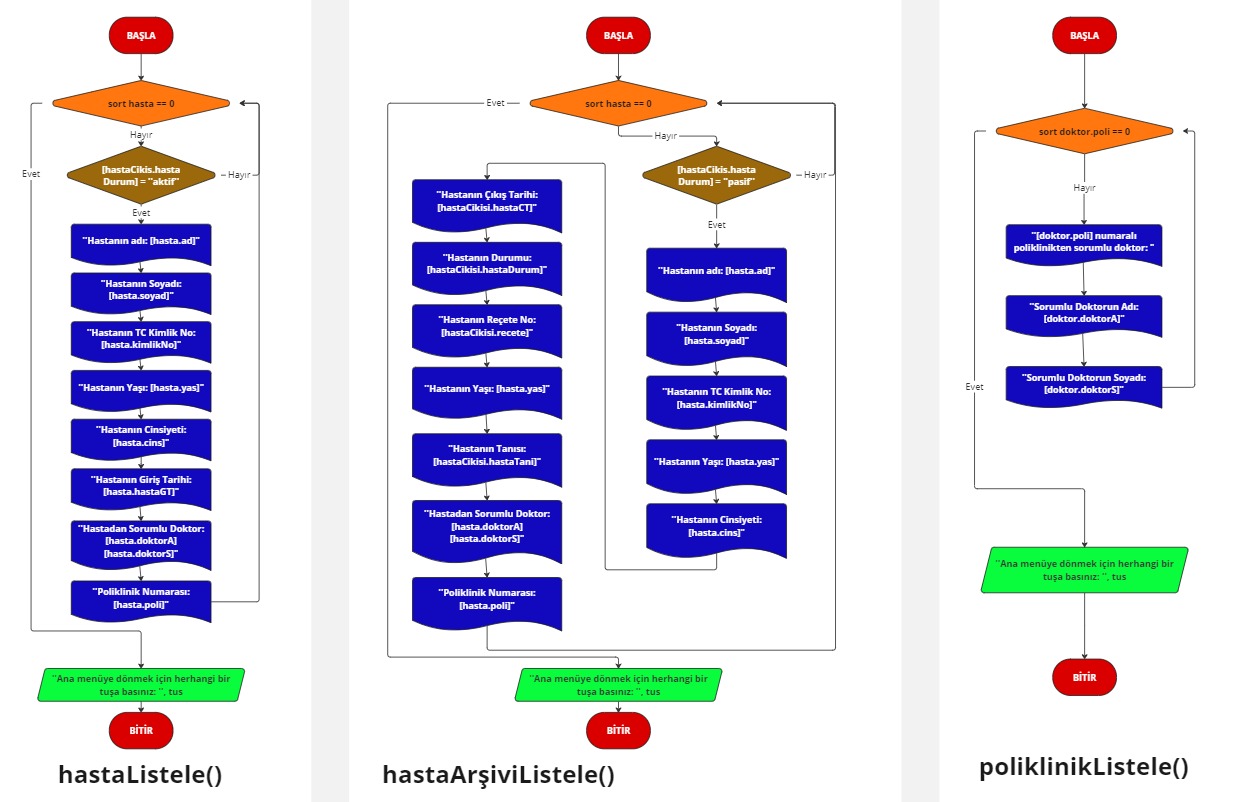 BAŞLA
sort hasta == 0
Hayır
Evet
[hastaCikis.hasta
Durum] = "aktif"
Hayır
Evet
"Hastanın adı: [hasta.ad]"
"Hastanın Soyadı:
[hasta.soyad]"
"Hastanın TC Kimlik No:
[hasta.kimlikNo]"
"Hastanın Yaşı: [hasta.yas]"
"Hastanın Cinsiyeti:
[hasta.cins]"
"Hastanın Giriş Tarihi:
[hasta.hastaGT]"
"Hastadan Sorumlu Doktor:
[hasta.doktorA]
[hasta.doktorS]"
"Poliklinik Numarası:
[hasta.poli]"
"Ana menüye dönmek için herhangi bir
tuşa basınız: ", tus
BİTİR
hastaListele()
BAŞLA
Evet
sort hasta == 0
Hayır
[hastaCikis.hasta
Durum] = "pasif"
Hayır
Evet
"Hastanın adı: [hasta.ad]"
"Hastanın Soyadı:
[hasta.soyad]"
"Hastanın TC Kimlik No:
[hasta.kimlikNo]"
"Hastanın Yaşı: [hasta.yas]"
"Hastanın Cinsiyeti:
[hasta.cins]"
"Hastanın Çıkış Tarihi:
[hastaCikisi.hastaCT]"
"Hastanın Durumu:
[hastaCikisi.hastaDurum]"
"Hastanın Reçete No:
[hastaCikisi.recete]"
"Hastanın Yaşı: [hasta.yas]"
"Hastanın Tanısı:
[hastaCikisi.hastaTani]"
"Hastadan Sorumlu Doktor:
[hasta.doktorA]
[hasta.doktorS]"
"Poliklinik Numarası:
[hasta.poli]"
"Ana menüye dönmek için herhangi bir
tuşa basınız: ", tus
BİTİR
hastaArşiviListele()
BAŞLA
sort doktor.poli == 0
Hayır
"[doktor.poli] numaralı
poliklinikten sorumlu doktor: "
"Sorumlu Doktorun Adı:
[doktor.doktorA]"
"Sorumlu Doktorun Soyadı:
[doktor.doktorS]"
Evet
"Ana menüye dönmek için herhangi bir
tuşa basınız: ", tus
BİTİR
poliklinikListele()